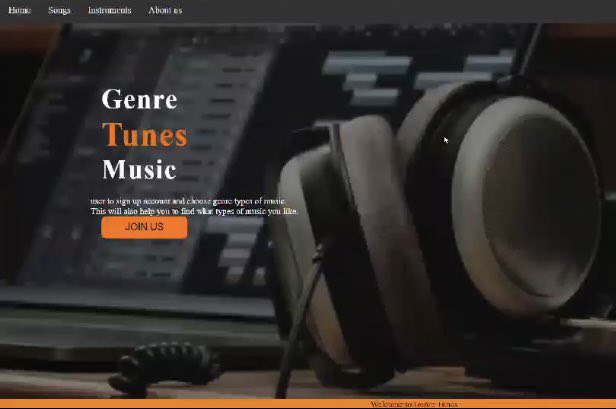 Home Songs Instruments About us
Genre
Tunes
Music
user to sign up account and choose genre types of music.
This will also help you to find what types of music you like.
JOIN US
Welcome to Genre Tunes